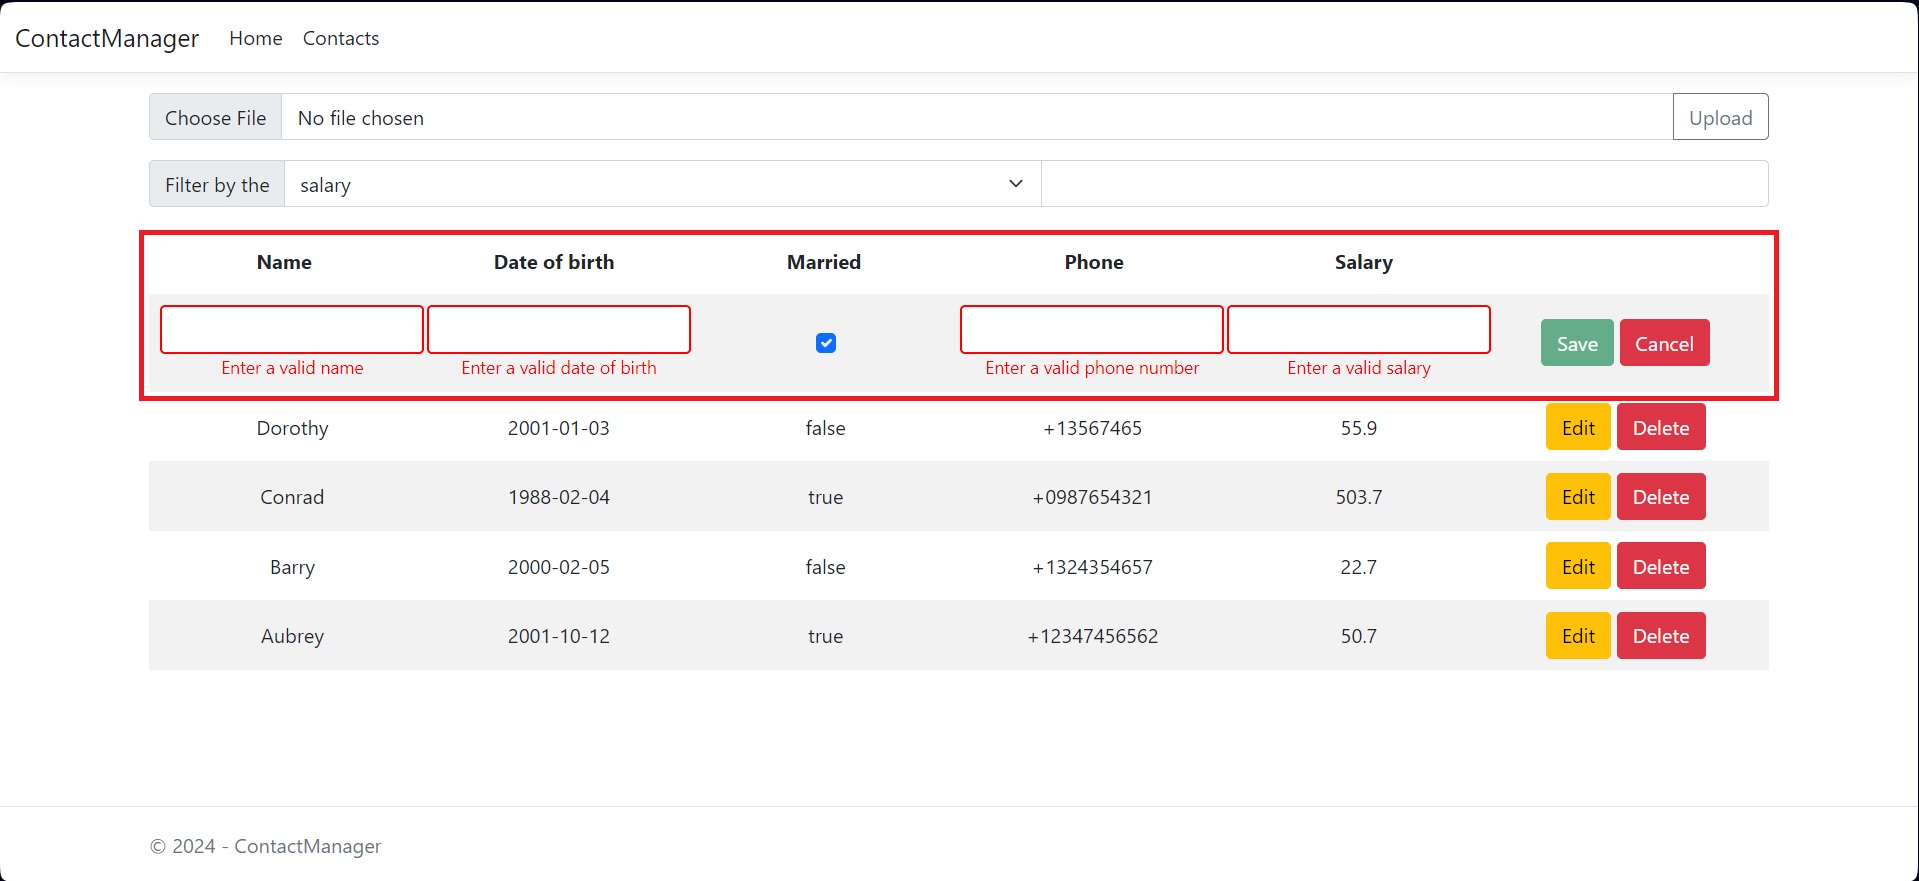 ContactManager Home Contacts
Choose File No file chosen Upload
Filter by the salary
Name Date of birth Married Phone Salary
Save Cancel
Enter a valid name Enter a valid date of birth Enter a valid phone number Enter a valid salary
Dorothy 2001-01-03 false +13567465 55.9 Edit Delete
Conrad 1988-02-04 true +0987654321 503.7 Edit Delete
Barry 2000-02-05 false +1324354657 22.7 Edit Delete
Aubrey 2001-10-12 true +12347456562 50.7 Edit Delete
© 2024 - ContactManager